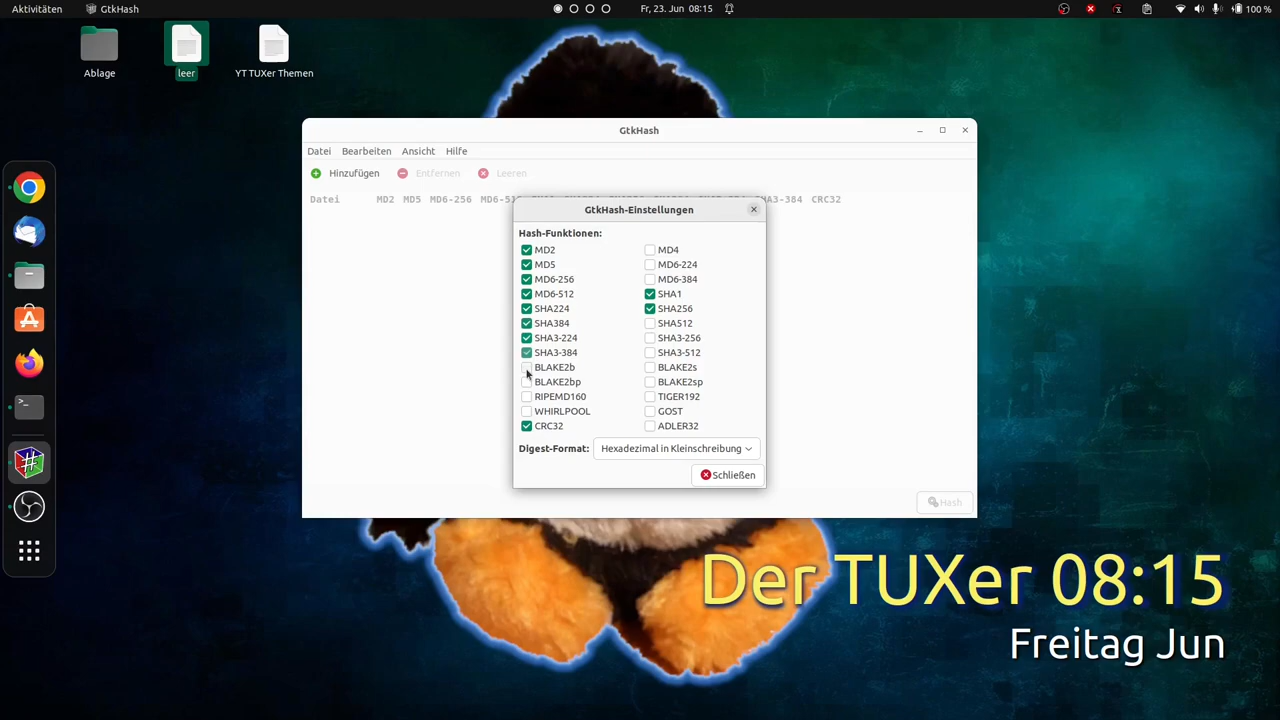 Aktivitäten
GtkHash
Fr, 23. Jun 08:15
100 %
Ablage
leer
YT TUXer Themen
GtkHash
Datei Bearbeiten Ansicht Hilfe
Hinzufügen Entfernen Leeren
Datei MD2 MD5 MD6-256 MD6-51 SHA3-384 CRC32
GtkHash-Einstellungen
Hash-Funktionen:
MD2 MD4
MD5 MD6-224
MD6-256 MD6-384
MD6-512 SHA1
SHA224 SHA256
SHA384 SHA512
SHA3-224 SHA3-256
SHA3-384 SHA3-512
BLAKE2b BLAKE2s
BLAKE2bp BLAKE2sp
RIPEMD160 TIGER192
WHIRLPOOL GOST
CRC32 ADLER32
Digest-Format: Hexadezimal in Kleinschreibung
Schließen
Hash
Der TUXer 08:15
Freitag Jun